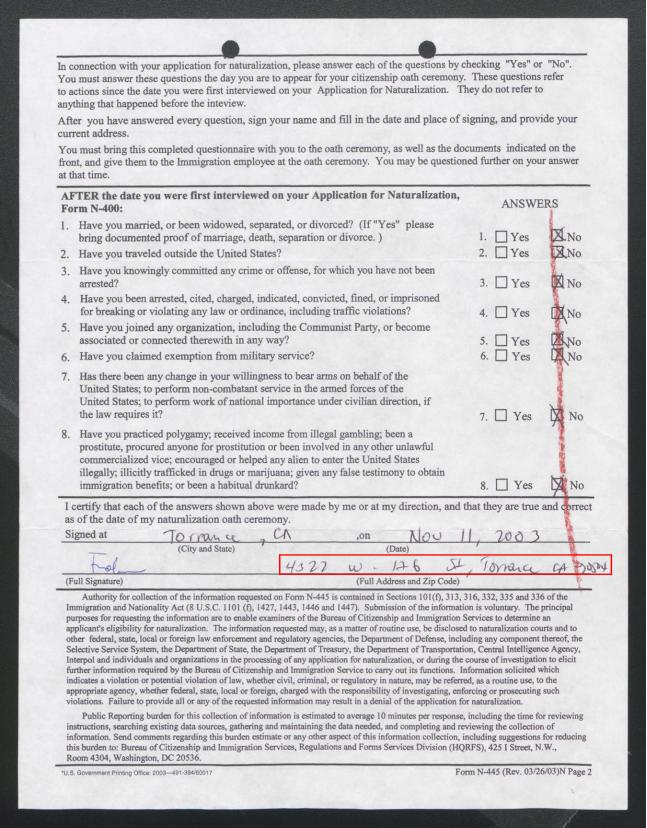 In connection with your application for naturalization, please answer each of the questions by checking "Yes" or "No".
You must answer these questions the day you are to appear for your citizenship oath ceremony. These questions refer
to actions since the date you were first interviewed on your Application for Naturalization. They do not refer to
anything that happened before the inteview.
After you have answered every question, sign your name and fill in the date and place of signing, and provide your
current address.
You must bring this completed questionnaire with you to the oath ceremony, as well as the documents indicated on the
front, and give them to the Immigration employee at the oath ceremony. You may be questioned further on your answer
at that time.
AFTER the date you were first interviewed on your Application for Naturalization,
Form N-400:
ANSWERS
1. Have you married, or been widowed, separated, or divorced? (If "Yes" please
bring documented proof of marriage, death, separation or divorce. )
1. Yes No
2. Have you traveled outside the United States?
2. Yes No
3. Have you knowingly committed any crime or offense, for which you have not been
arrested?
3. Yes No
4. Have you been arrested, cited, charged, indicated, convicted, fined, or imprisoned
for breaking or violating any law or ordinance, including traffic violations?
4. Yes No
5. Have you joined any organization, including the Communist Party, or become
associated or connected therewith in any way?
5. Yes No
6. Have you claimed exemption from military service?
6. Yes No
7. Has there been any change in your willingness to bear arms on behalf of the
United States; to perform non-combatant service in the armed forces of the
United States; to perform work of national importance under civilian direction, if
the law requires it?
7. Yes No
8. Have you practiced polygamy; received income from illegal gambling; been a
prostitute, procured anyone for prostitution or been involved in any other unlawful
commercialized vice; encouraged or helped any alien to enter the United States
illegally; illicitly trafficked in drugs or marijuana; given any false testimony to obtain
immigration benefits; or been a habitual drunkard?
8. Yes No
I certify that each of the answers shown above were made by me or at my direction, and that they are true and correct
as of the date of my naturalization oath ceremony.
Signed at Torrance, CA ,on Nov 11, 2003
(City and State) (Date)
4327 W. 176 St, Torrance CA
(Full Signature) (Full Address and Zip Code)
Authority for collection of the information requested on Form N-445 is contained in Sections 101(f), 313, 316, 332, 335 and 336 of the
Immigration and Nationality Act (8 U.S.C. 1101 (f), 1427, 1443, 1446 and 1447). Submission of the information is voluntary. The principal
purposes for requesting the information are to enable examiners of the Bureau of Citizenship and Immigration Services to determine an
applicant's eligibility for naturalization. The information requested may, as a matter of routine use, be disclosed to naturalization courts and to
other federal, state, local or foreign law enforcement and regulatory agencies, the Department of Defense, including any component thereof, the
Selective Service System, the Department of State, the Department of Treasury, the Department of Transportation, Central Intelligence Agency,
Interpol and individuals and organizations in the processing of any application for naturalization, or during the course of investigation to elicit
further information required by the Bureau of Citizenship and Immigration Service to carry out its functions. Information solicited which
indicates a violation or potential violation of law, whether civil, criminal, or regulatory in nature, may be referred, as a routine use, to the
appropriate agency, whether federal, state, local or foreign, charged with the responsibility of investigating, enforcing or prosecuting such
violations. Failure to provide all or any of the requested information may result in a denial of the application for naturalization.
Public Reporting burden for this collection of information is estimated to average 10 minutes per response, including the time for reviewing
instructions, searching existing data sources, gathering and maintaining the data needed, and completing and reviewing the collection of
information. Send comments regarding this burden estimate or any other aspect of this information collection, including suggestions for reducing
this burden to: Bureau of Citizenship and Immigration Services, Regulations and Forms Services Division (HQRFS), 425 I Street, N.W.,
Room 4304, Washington, DC 20536.
*U.S. Government Printing Office: 2003—491-394/60017 Form N-445 (Rev. 03/26/03)N Page 2